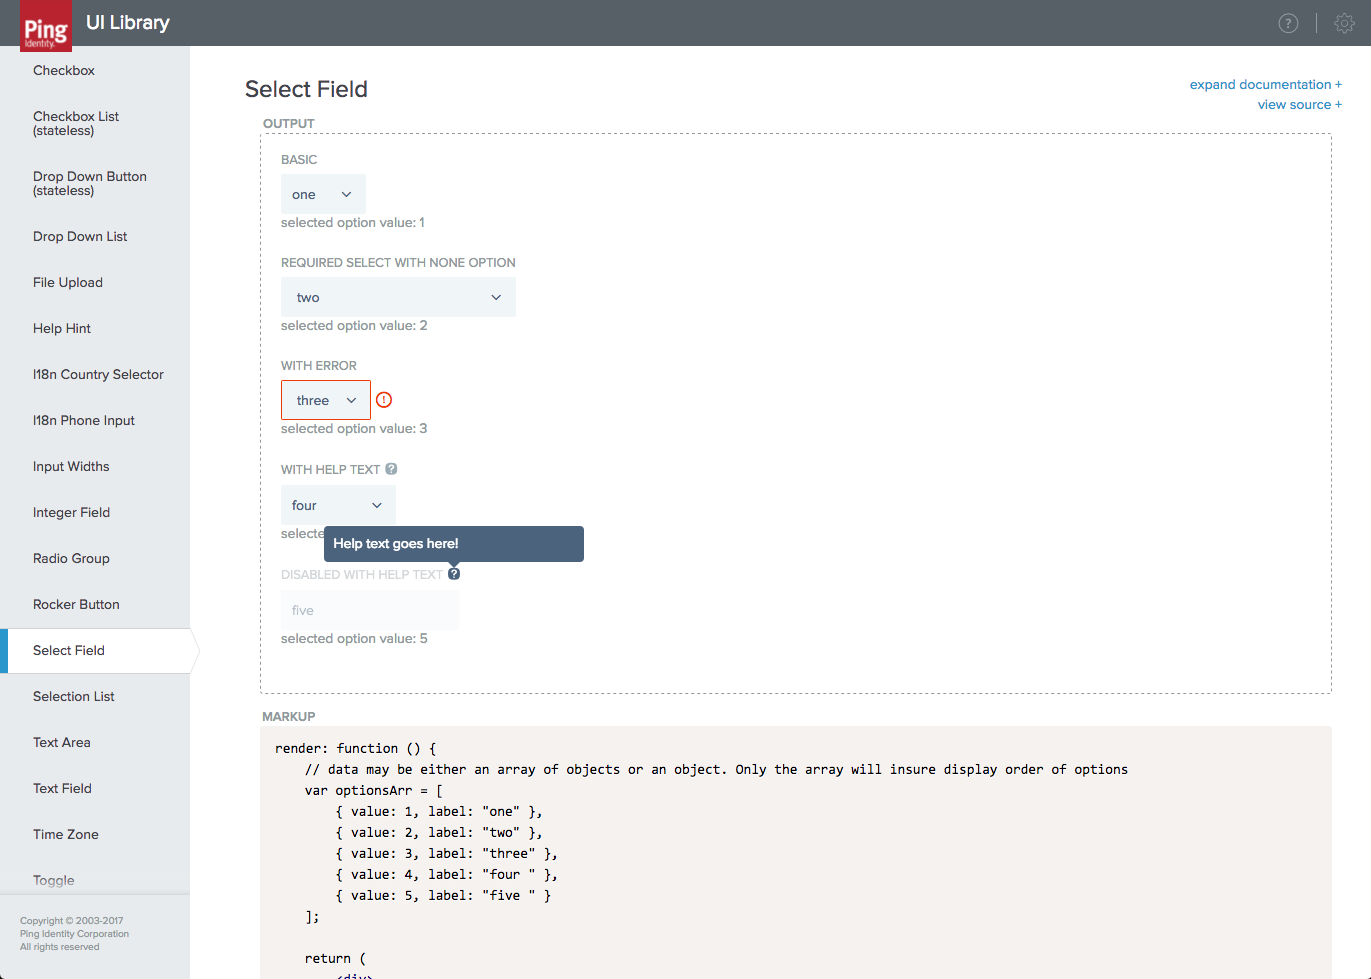 Ping
Identity.
UI Library
?
Checkbox
Checkbox List
(stateless)
Drop Down Button
(stateless)
Drop Down List
File Upload
Help Hint
I18n Country Selector
I18n Phone Input
Input Widths
Integer Field
Radio Group
Rocker Button
Select Field
Selection List
Text Area
Text Field
Time Zone
Toggle
Copyright © 2003-2017
Ping Identity Corporation
All rights reserved
Select Field
expand documentation +
view source +
OUTPUT
BASIC
one
selected option value: 1
REQUIRED SELECT WITH NONE OPTION
two
selected option value: 2
WITH ERROR
three
!
selected option value: 3
WITH HELP TEXT ?
four
selecte
Help text goes here!
DISABLED WITH HELP TEXT ?
five
selected option value: 5
MARKUP
render: function () {
// data may be either an array of objects or an object. Only the array will insure display order of options
var optionsArr = [
{ value: 1, label: "one" },
{ value: 2, label: "two" },
{ value: 3, label: "three" },
{ value: 4, label: "four " },
{ value: 5, label: "five " }
];
return (
<div>